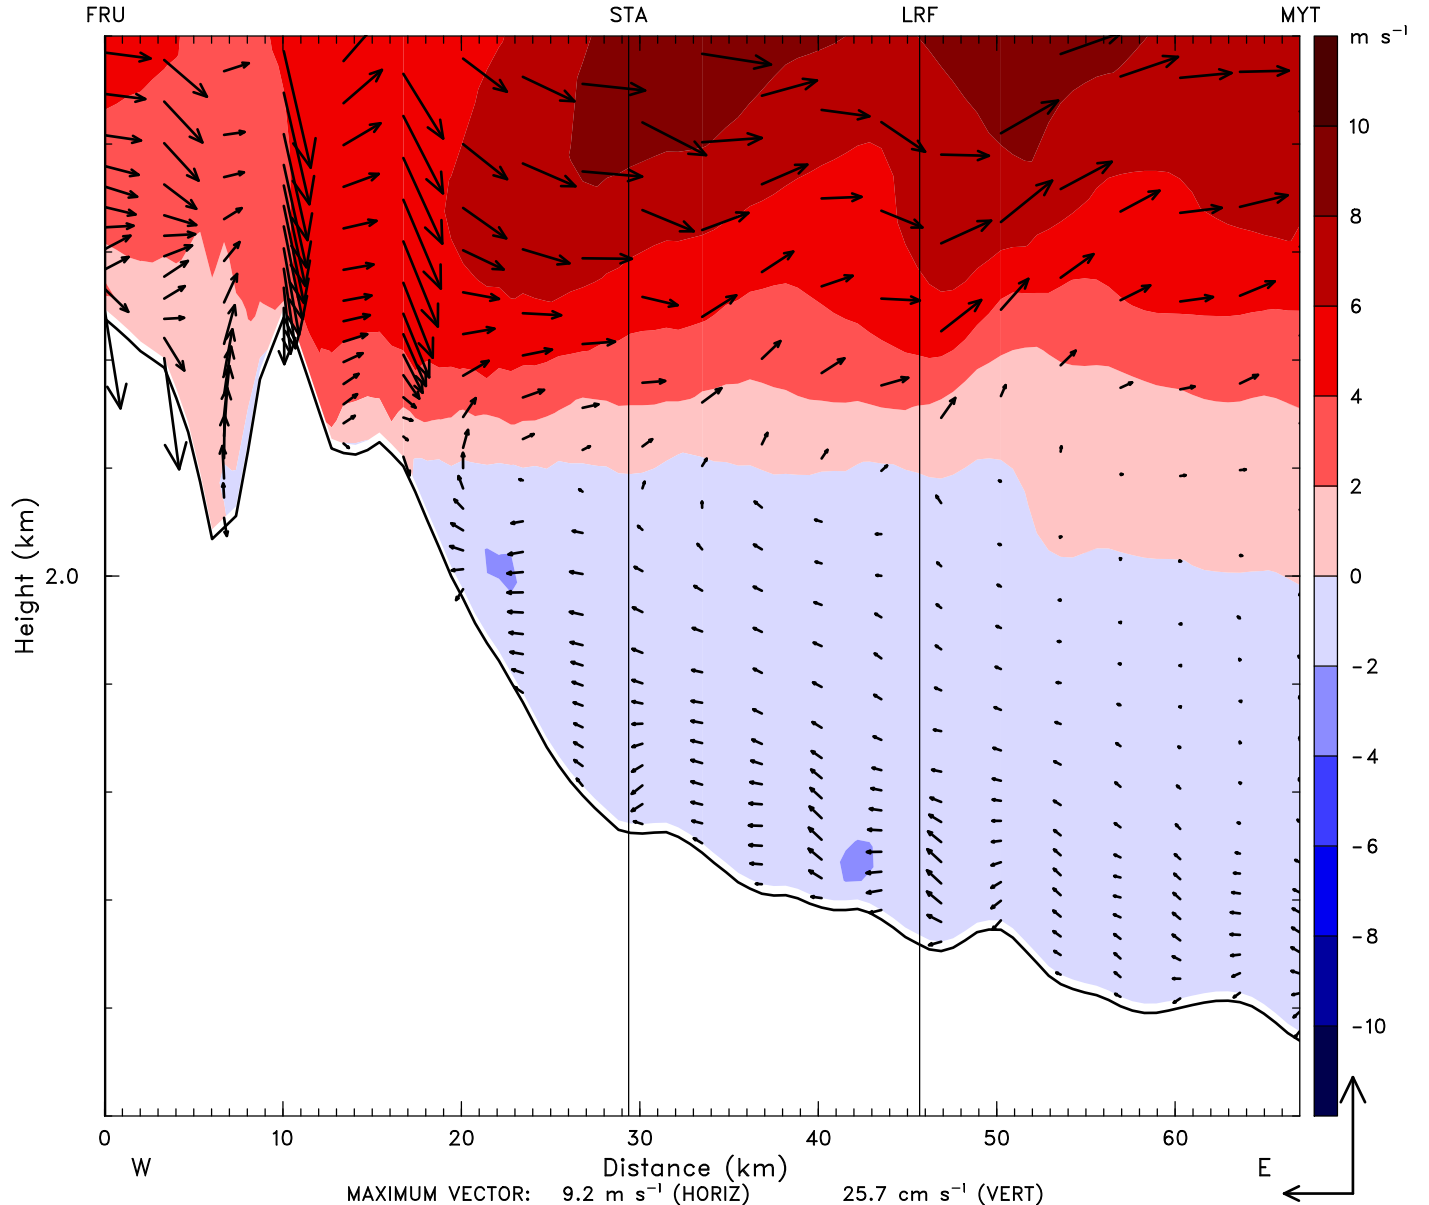 FRU STA LRF MYT
m s⁻¹
10
8
6
4
2
0
-2
-4
-6
-8
-10
Height (km)
2.0
0 10 20 30 40 50 60
W Distance (km) E
MAXIMUM VECTOR: 9.2 m s⁻¹ (HORIZ) 25.7 cm s⁻¹ (VERT)